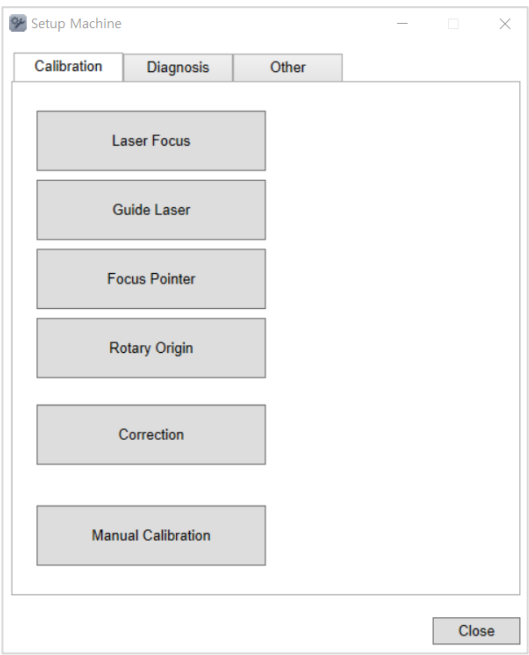 Setup Machine
Calibration Diagnosis Other
Laser Focus
Guide Laser
Focus Pointer
Rotary Origin
Correction
Manual Calibration
Close